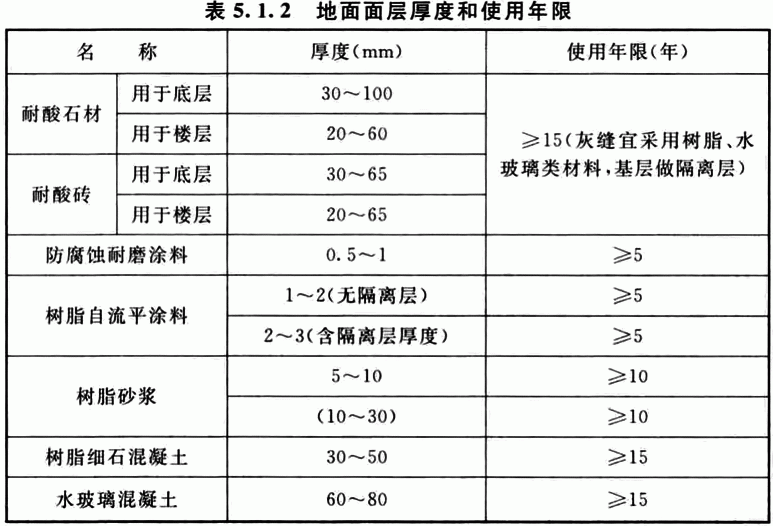 表 5.1.2 地面面层厚度和使用年限
名 称 厚度(mm) 使用年限(年)
耐酸石材 用于底层 30～100
用于楼层 20～60
≥15(灰缝宜采用树脂、水
玻璃类材料,基层做隔离层)
耐酸砖 用于底层 30～65
用于楼层 20～65
防腐蚀耐磨涂料 0.5～1 ≥5
树脂自流平涂料 1～2(无隔离层) ≥5
2～3(含隔离层厚度) ≥5
树脂砂浆 5～10 ≥10
(10～30) ≥10
树脂细石混凝土 30～50 ≥15
水玻璃混凝土 60～80 ≥15